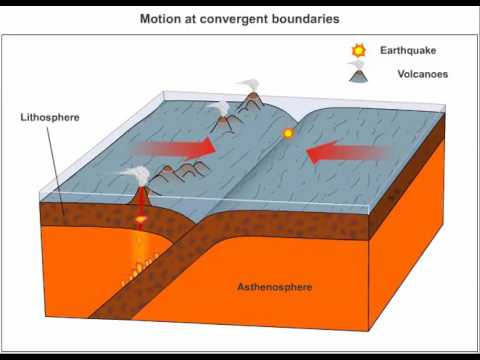 Motion at convergent boundaries
Earthquake
Volcanoes
Lithosphere
Asthenosphere